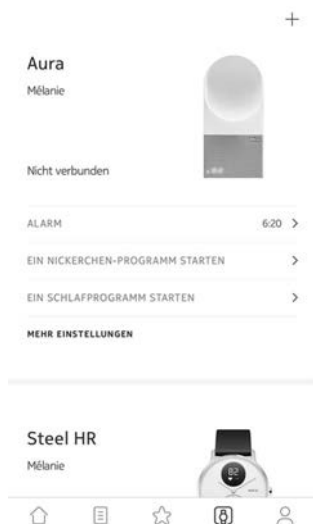 Aura
Mélanie
Nicht verbunden
ALARM 6:20
EIN NICKERCHEN-PROGRAMM STARTEN
EIN SCHLAFPROGRAMM STARTEN
MEHR EINSTELLUNGEN
Steel HR
Mélanie
82